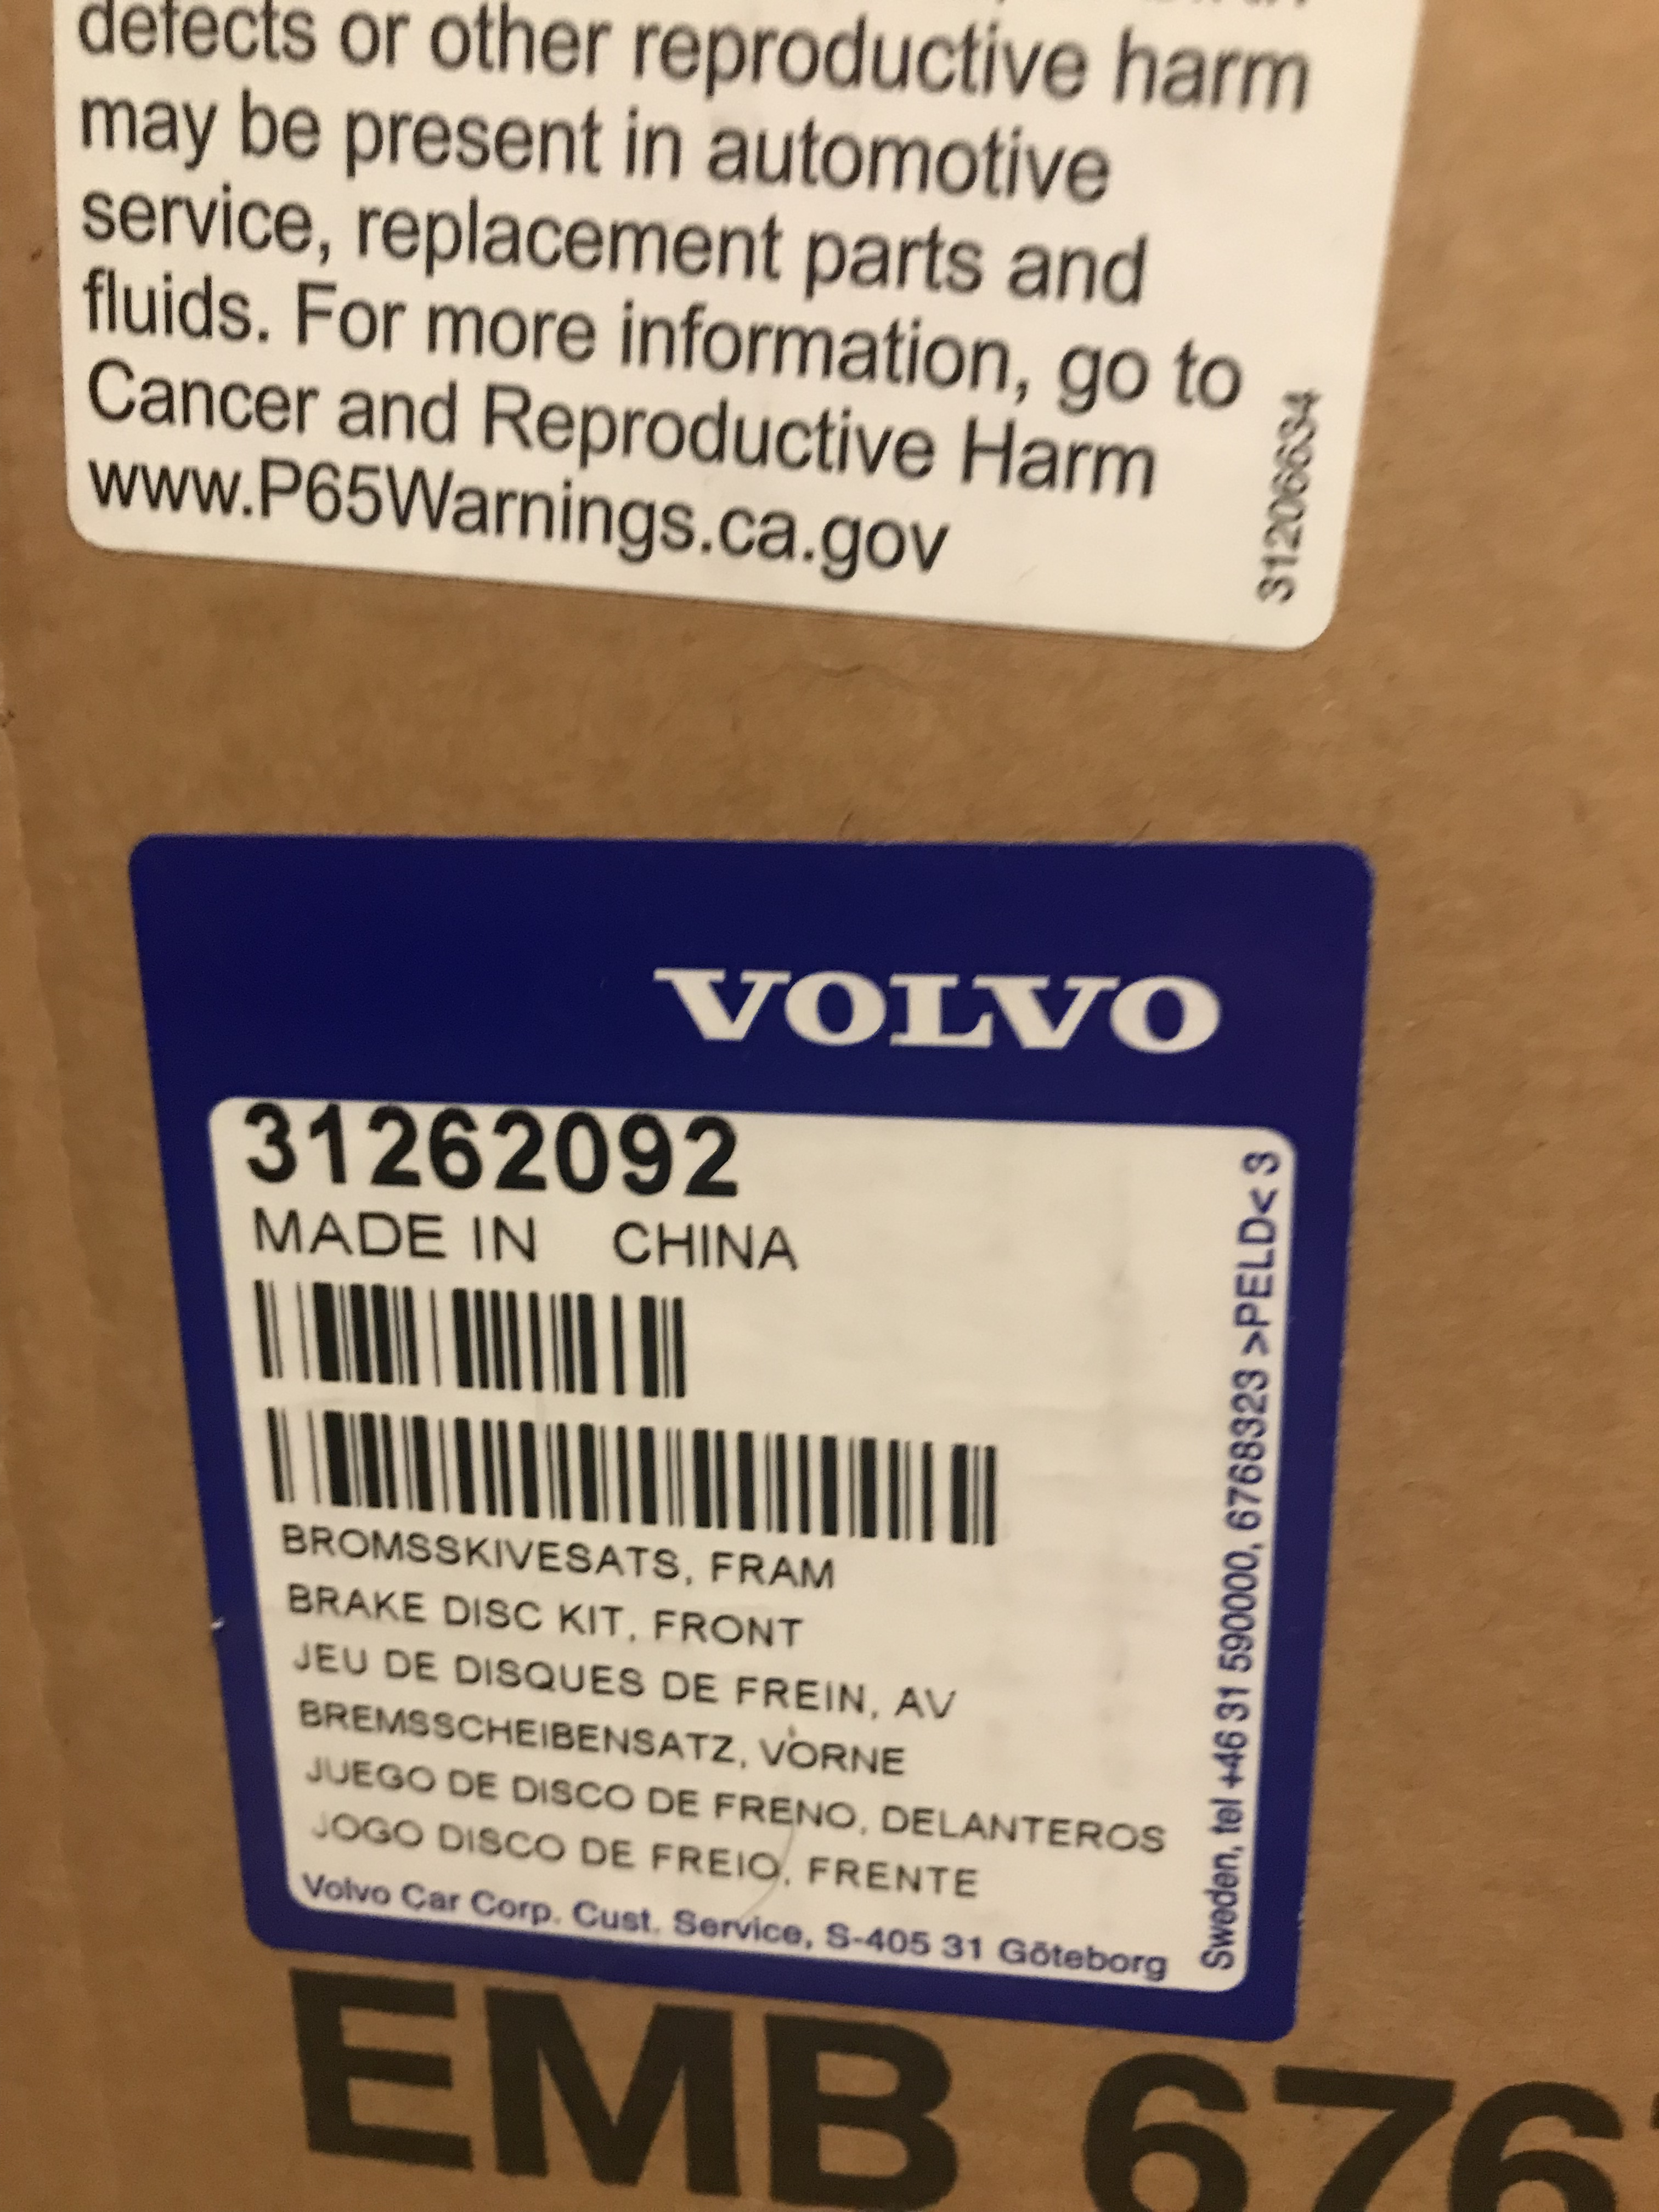 defects or other reproductive harm
may be present in automotive
service, replacement parts and
fluids. For more information, go to
Cancer and Reproductive Harm
www.P65Warnings.ca.gov
31206634
VOLVO
31262092
MADE IN CHINA
BROMSSKIVESATS, FRAM
BRAKE DISC KIT, FRONT
JEU DE DISQUES DE FREIN, AV
BREMSSCHEIBENSATZ, VORNE
JUEGO DE DISCO DE FRENO, DELANTEROS
JOGO DISCO DE FREIO, FRENTE
Volvo Car Corp. Cust. Service, S-405 31 Göteborg
Sweden, tel +46 31 590000, 6768323 >PELD< 3
EMB 676